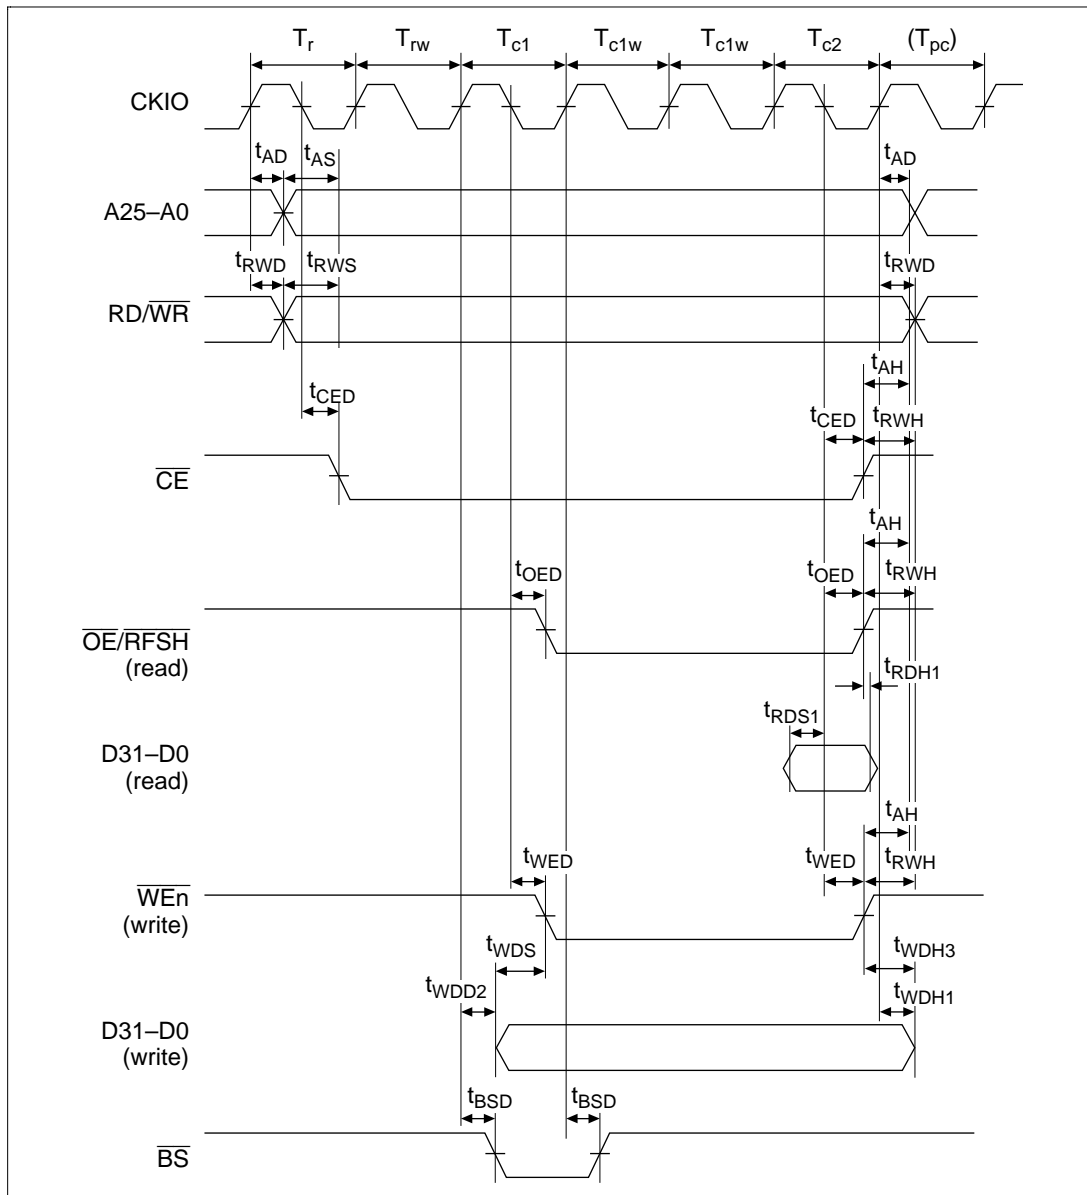 Tr Trw Tc1 Tc1w Tc1w Tc2 (Tpc)
CKIO
tAD tAS tAD
A25–A0
tRWD tRWS tRWD
RD/WR
tAH
tCED tCED tRWH
CE
tAH
tOED tOED tRWH
OE/RFSH
(read)
tRDH1
tRDS1
D31–D0
(read)
tAH
tWED tWED tRWH
WEn
(write)
tWDS tWDH3
tWDD2 tWDH1
D31–D0
(write)
tBSD tBSD
BS